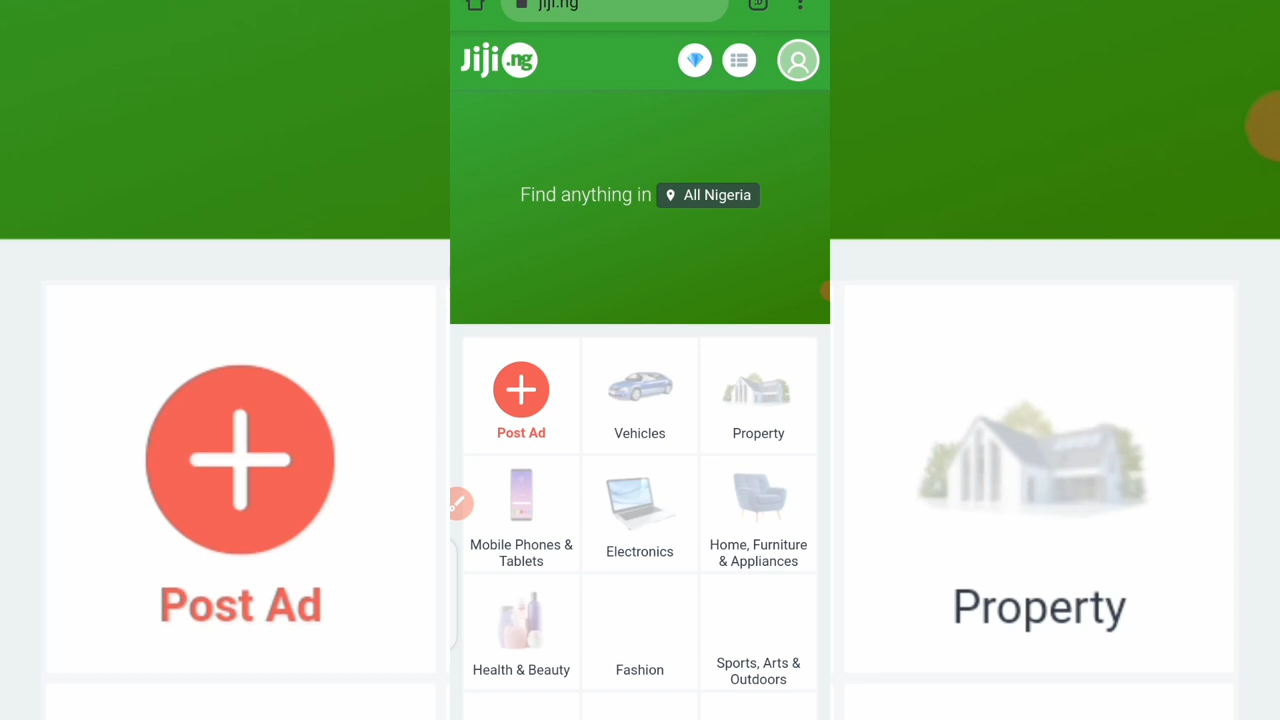 jiji.ng
Jiji .ng
Find anything in All Nigeria
Post Ad
Vehicles
Property
Mobile Phones &
Tablets
Electronics
Home, Furniture
& Appliances
Health & Beauty
Fashion
Sports, Arts &
Outdoors
Post Ad
Property